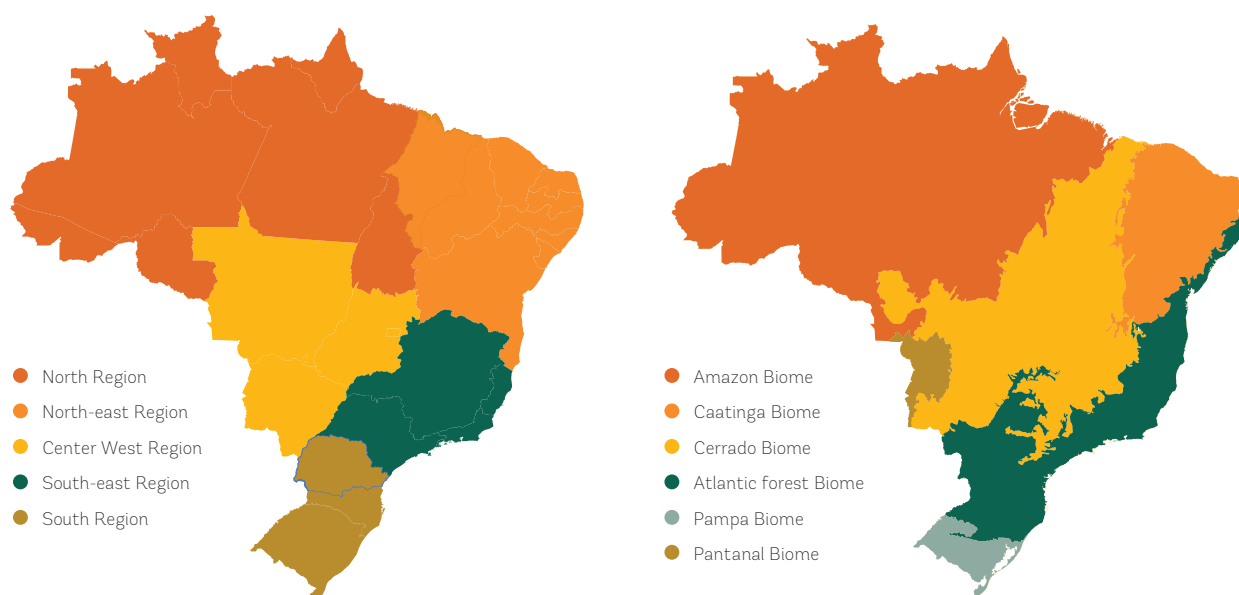 North Region
North-east Region
Center West Region
South-east Region
South Region
Amazon Biome
Caatinga Biome
Cerrado Biome
Atlantic forest Biome
Pampa Biome
Pantanal Biome